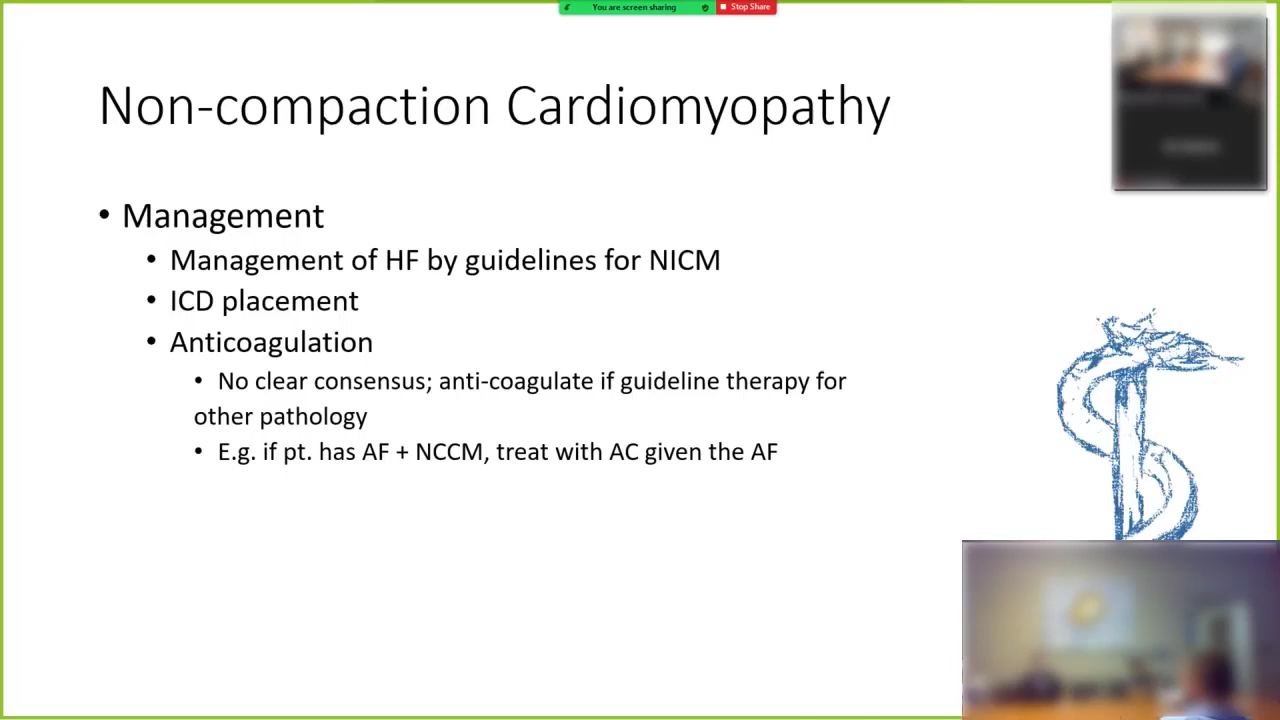 You are screen sharing
Stop Share
Non-compaction Cardiomyopathy
• Management
• Management of HF by guidelines for NICM
• ICD placement
• Anticoagulation
• No clear consensus; anti-coagulate if guideline therapy for
other pathology
• E.g. if pt. has AF + NCCM, treat with AC given the AF